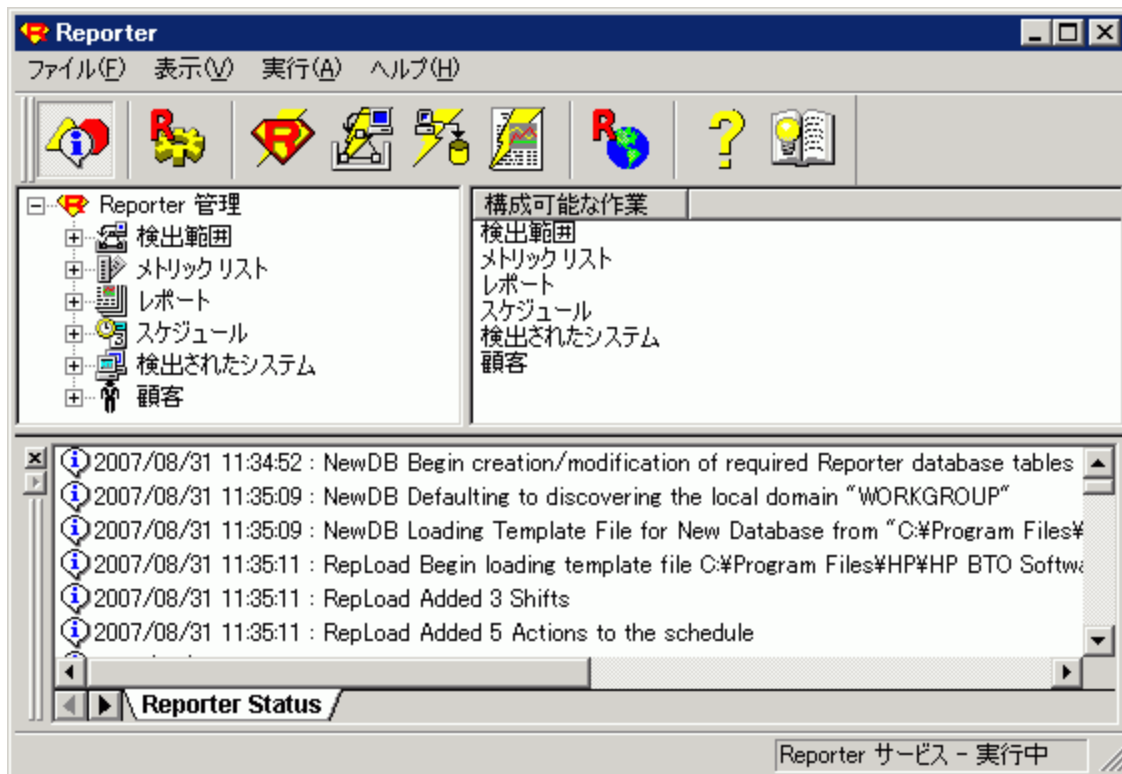 Reporter
ファイル(F) 表示(V) 実行(A) ヘルプ(H)
Reporter 管理
検出範囲
メトリック リスト
レポート
スケジュール
検出されたシステム
顧客
構成可能な作業
検出範囲
メトリック リスト
レポート
スケジュール
検出されたシステム
顧客
2007/08/31 11:34:52 : NewDB Begin creation/modification of required Reporter database tables
2007/08/31 11:35:09 : NewDB Defaulting to discovering the local domain "WORKGROUP"
2007/08/31 11:35:09 : NewDB Loading Template File for New Database from "C:¥Program Files¥
2007/08/31 11:35:11 : RepLoad Begin loading template file C:¥Program Files¥HP¥HP BTO Softwa
2007/08/31 11:35:11 : RepLoad Added 3 Shifts
2007/08/31 11:35:11 : RepLoad Added 5 Actions to the schedule
Reporter Status
Reporter サービス - 実行中